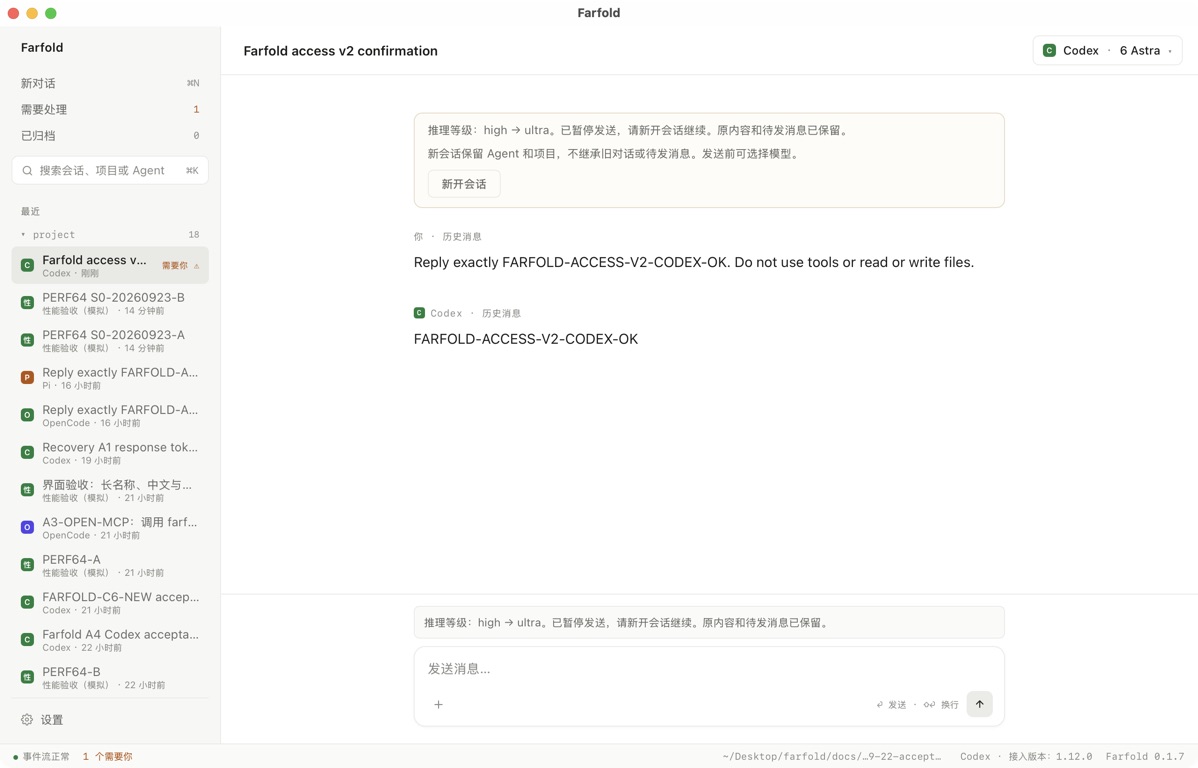 Farfold
Farfold
新对话 ⌘N
需要处理 1
已归档 0
搜索会话、项目或 Agent ⌘K
最近
project 18
Farfold access v... 需要你
Codex · 刚刚
PERF64 S0-20260923-B
性能验收（模拟） · 14 分钟前
PERF64 S0-20260923-A
性能验收（模拟） · 14 分钟前
Reply exactly FARFOLD-A...
Pi · 16 小时前
Reply exactly FARFOLD-A...
OpenCode · 16 小时前
Recovery A1 response tok...
Codex · 19 小时前
界面验收：长名称、中文与...
性能验收（模拟） · 21 小时前
A3-OPEN-MCP：调用 farf...
OpenCode · 21 小时前
PERF64-A
性能验收（模拟） · 21 小时前
FARFOLD-C6-NEW accep...
Codex · 21 小时前
Farfold A4 Codex accepta...
Codex · 22 小时前
PERF64-B
性能验收（模拟） · 22 小时前
设置
Farfold access v2 confirmation
C Codex · 6 Astra
推理等级：high → ultra。已暂停发送，请新开会话继续。原内容和待发消息已保留。
新会话保留 Agent 和项目，不继承旧对话或待发消息。发送前可选择模型。
新开会话
你 · 历史消息
Reply exactly FARFOLD-ACCESS-V2-CODEX-OK. Do not use tools or read or write files.
C Codex · 历史消息
FARFOLD-ACCESS-V2-CODEX-OK
推理等级：high → ultra。已暂停发送，请新开会话继续。原内容和待发消息已保留。
发送消息...
发送 · 换行
事件流正常 1 个需要你
~/Desktop/farfold/docs/…9-22-accept… Codex · 接入版本：1.12.0 Farfold 0.1.7